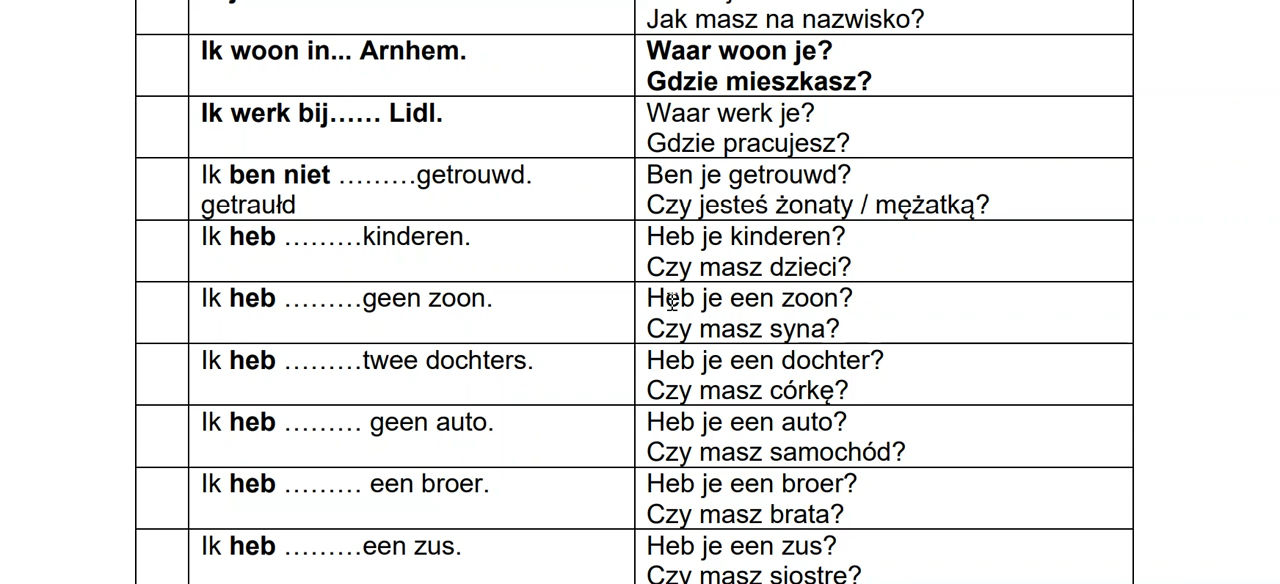 Jak masz na nazwisko?
Ik woon in... Arnhem.
Waar woon je?
Gdzie mieszkasz?
Ik werk bij…… Lidl.
Waar werk je?
Gdzie pracujesz?
Ik ben niet ………getrouwd.
getraułd
Ben je getrouwd?
Czy jesteś żonaty / mężatką?
Ik heb ………kinderen.
Heb je kinderen?
Czy masz dzieci?
Ik heb ………geen zoon.
Heb je een zoon?
Czy masz syna?
Ik heb ………twee dochters.
Heb je een dochter?
Czy masz córkę?
Ik heb ……… geen auto.
Heb je een auto?
Czy masz samochód?
Ik heb ……… een broer.
Heb je een broer?
Czy masz brata?
Ik heb ………een zus.
Heb je een zus?
Czy masz siostrę?